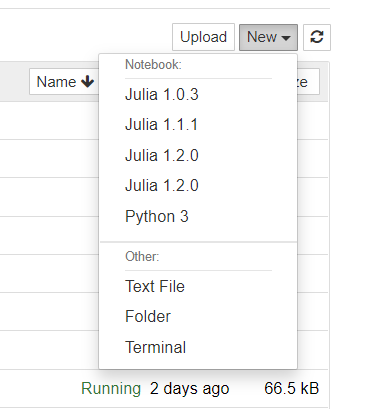 Upload New
Notebook:
Name ze
Julia 1.0.3
Julia 1.1.1
Julia 1.2.0
Julia 1.2.0
Python 3
Other:
Text File
Folder
Terminal
Running 2 days ago 66.5 kB